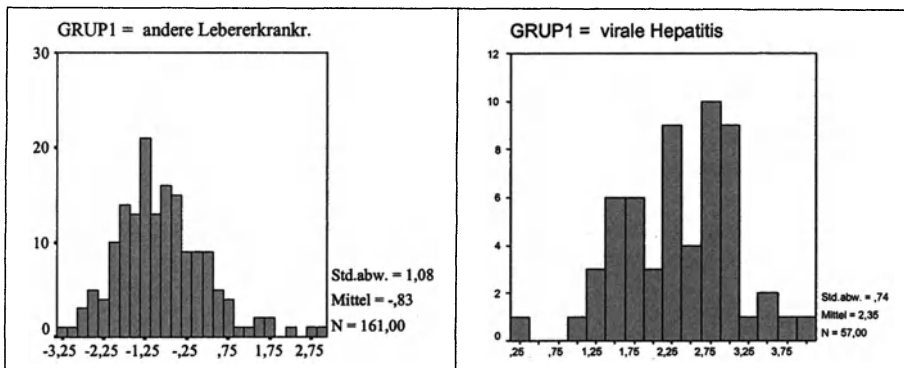 GRUP1 = andere Lebererkrankr.
30
20
10
0
-3,25 -2,25 -1,25 -,25 ,75 1,75 2,75
Std.abw. = 1,08
Mittel = -,83
N = 161,00
GRUP1 = virale Hepatitis
12
10
8
6
4
2
0
,25 ,75 1,25 1,75 2,25 2,75 3,25 3,75
Std.abw. = ,74
Mittel = 2,35
N = 57,00